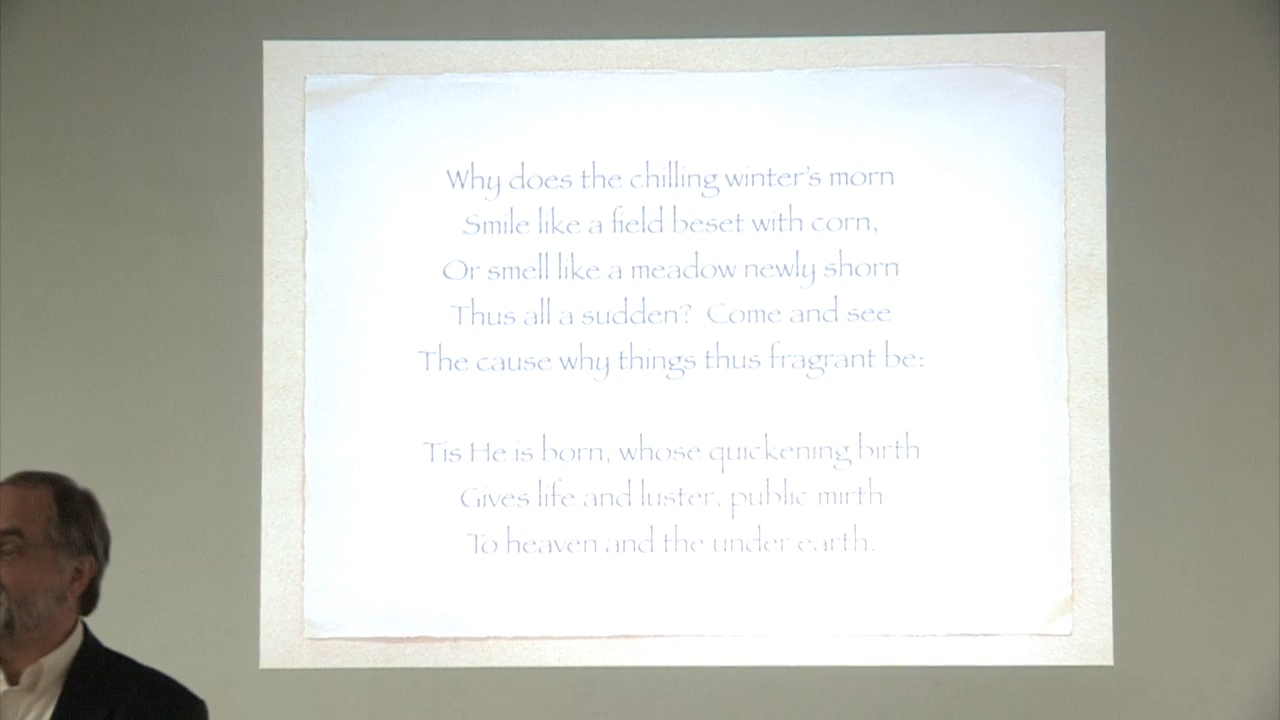 Why does the chilling winter's morn
Smile like a field beset with corn,
Or smell like a meadow newly shorn
Thus all a sudden? Come and see
The cause why things thus fragrant be:
Tis He is born, whose quickening birth
Gives life and luster, public mirth
To heaven and the under earth.